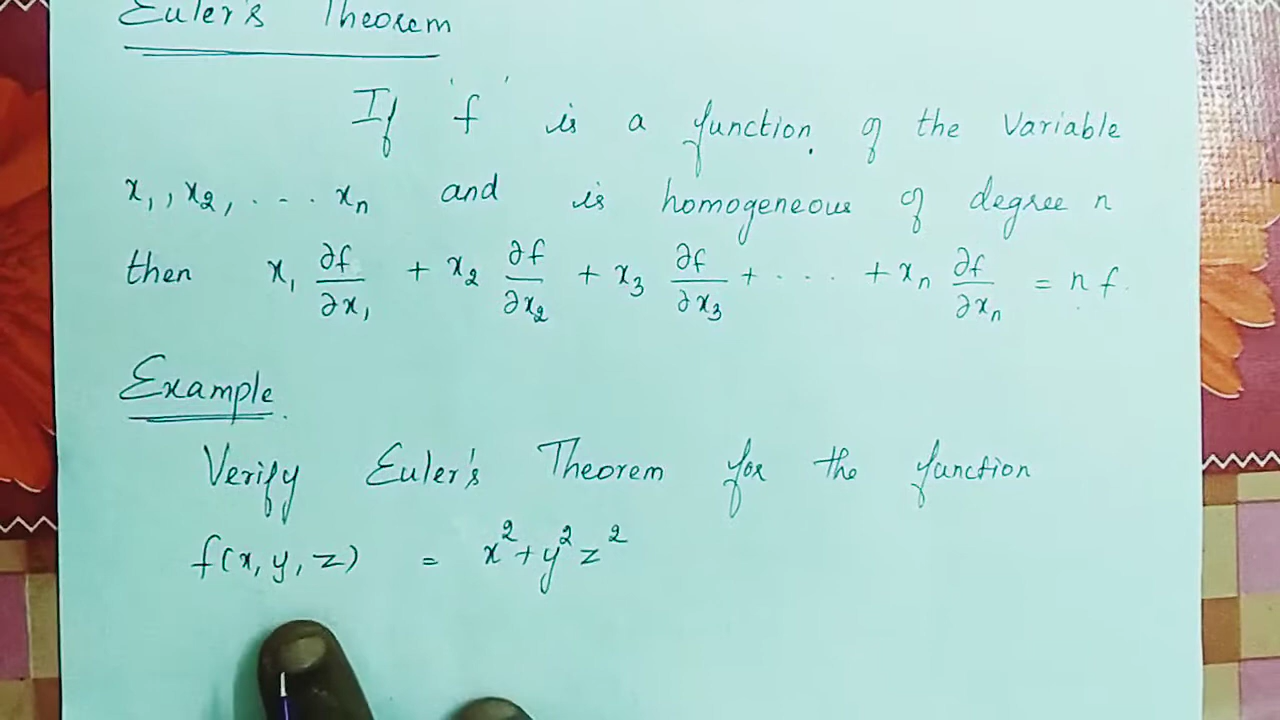 Euler's Theorem
If 'f' is a function of the variable
x₁, x₂, .... xₙ and is homogeneous of degree n
then x₁ ∂f/∂x₁ + x₂ ∂f/∂x₂ + x₃ ∂f/∂x₃ + .... + xₙ ∂f/∂xₙ = n f.
Example.
Verify Euler's Theorem for the function
f(x, y, z) = x² + y² z²